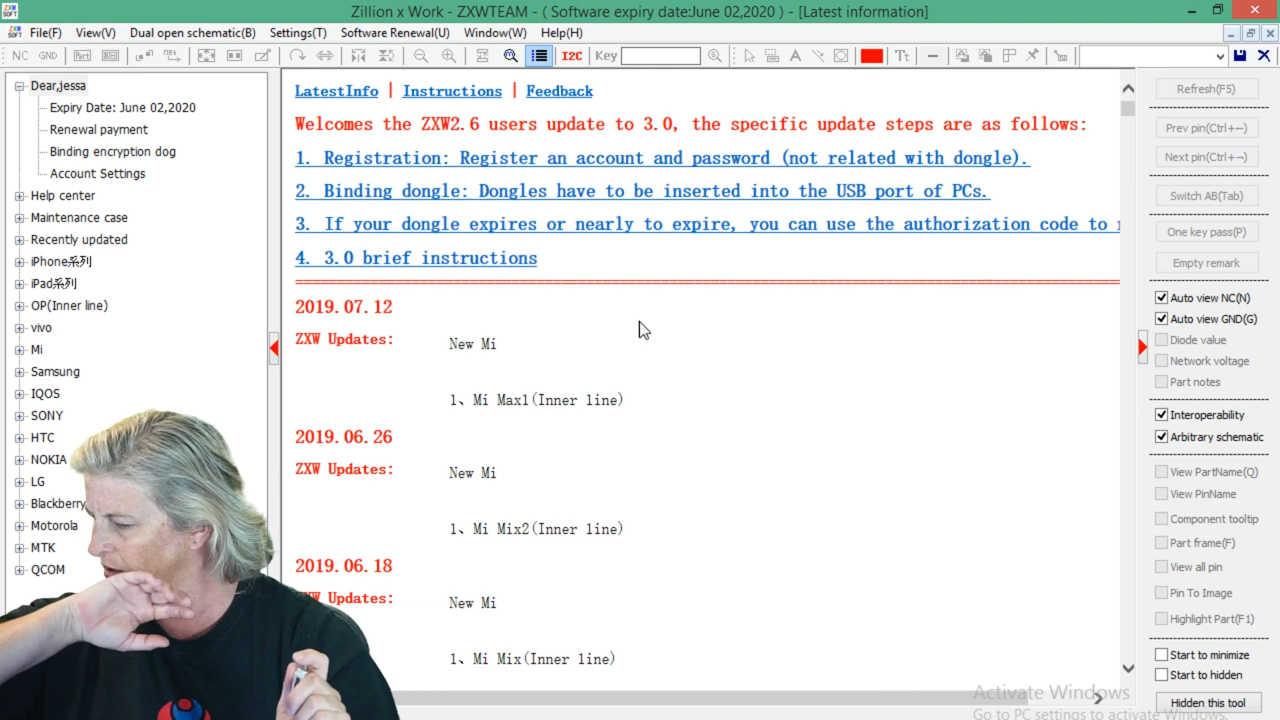 Zillion x Work - ZXWTEAM - ( Software expiry date:June 02,2020 ) - [Latest information]
File(F) View(V) Dual open schematic(B) Settings(T) Software Renewal(U) Window(W) Help(H)
NC GND Part I2C Key A Tt
Dear,jessa
Expiry Date: June 02,2020
Renewal payment
Binding encryption dog
Account Settings
Help center
Maintenance case
Recently updated
iPhone系列
iPad系列
OP(Inner line)
vivo
Mi
Samsung
IQOS
SONY
HTC
NOKIA
LG
Blackberry
Motorola
MTK
QCOM
LatestInfo | Instructions | Feedback
Welcomes the ZXW2.6 users update to 3.0, the specific update steps are as follows:
1. Registration: Register an account and password (not related with dongle).
2. Binding dongle: Dongles have to be inserted into the USB port of PCs.
3. If your dongle expires or nearly to expire, you can use the authorization code to
4. 3.0 brief instructions
2019.07.12
ZXW Updates:
New Mi
1、Mi Max1(Inner line)
2019.06.26
ZXW Updates:
New Mi
1、Mi Mix2(Inner line)
2019.06.18
ZXW Updates:
New Mi
1、Mi Mix(Inner line)
Refresh(F5)
Prev pin(Ctrl+←)
Next pin(Ctrl+→)
Switch AB(Tab)
One key pass(P)
Empty remark
Auto view NC(N)
Auto view GND(G)
Diode value
Network voltage
Part notes
Interoperability
Arbitrary schematic
View PartName(Q)
View PinName
Component tooltip
Part frame(F)
View all pin
Pin To Image
Highlight Part(F1)
Start to minimize
Start to hidden
Hidden this tool
Activate Windows
Go to PC settings to activate Windows.